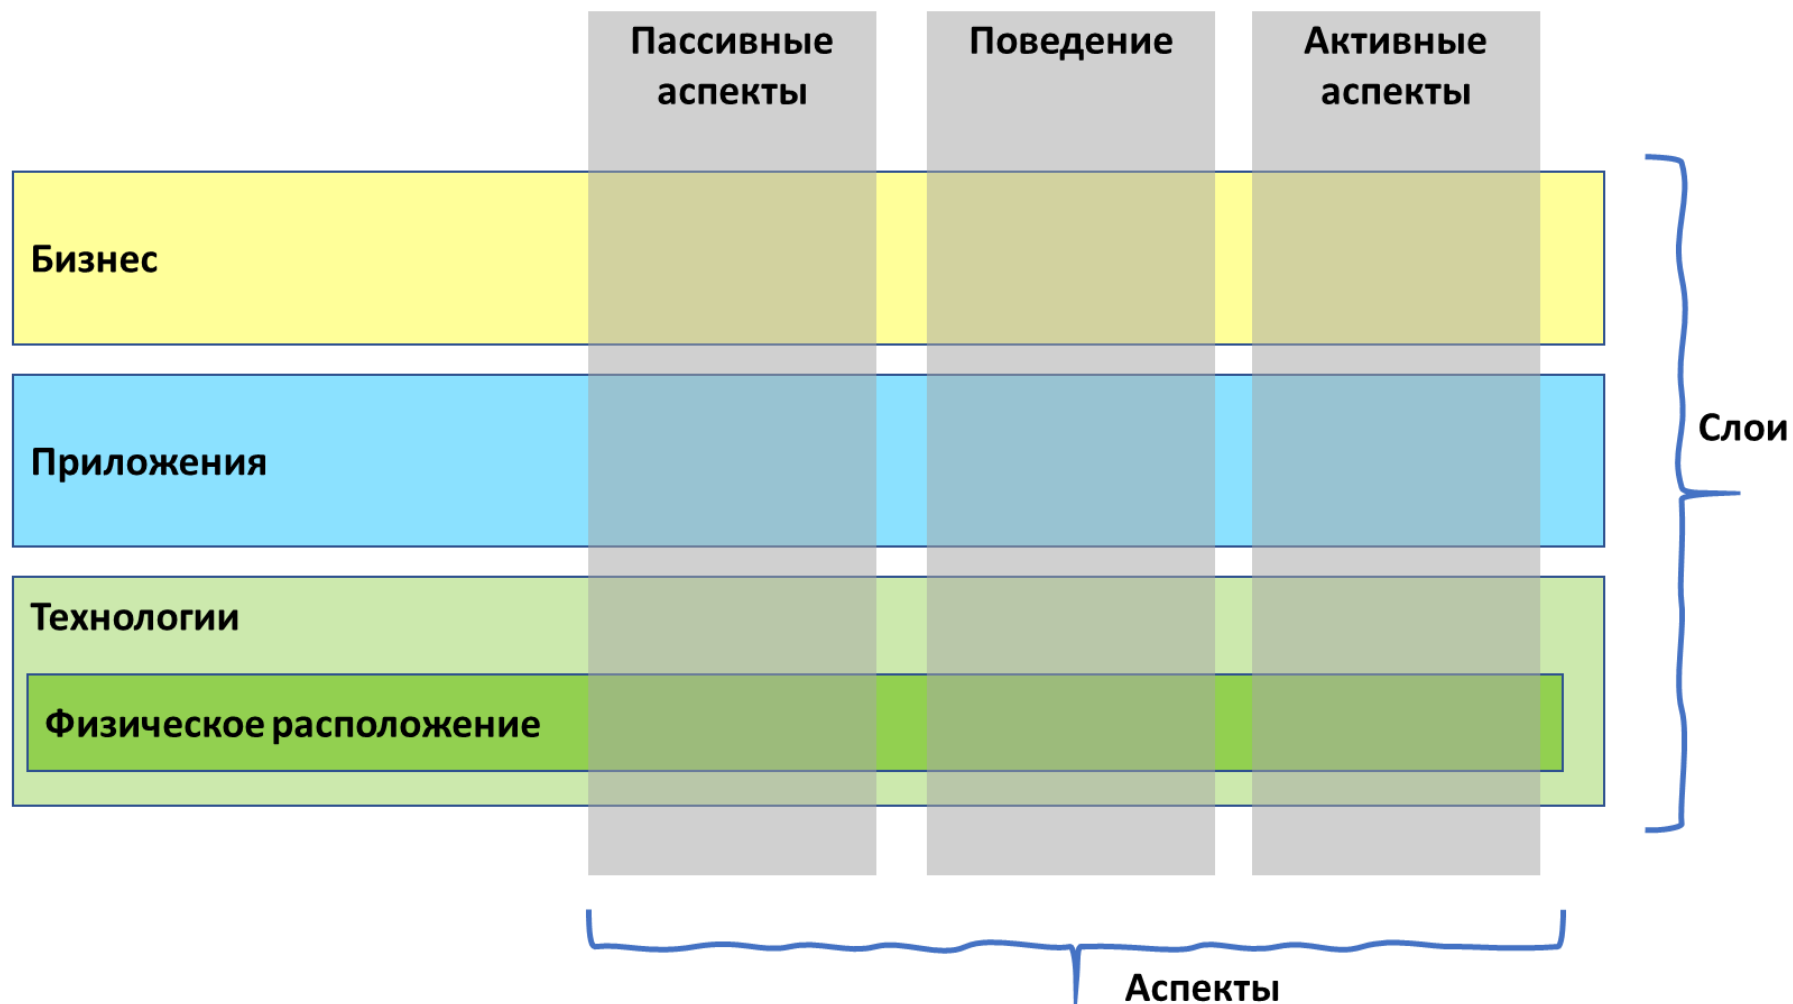 Пассивные
аспекты
Поведение
Активные
аспекты
Бизнес
Приложения
Слои
Технологии
Физическое расположение
Аспекты